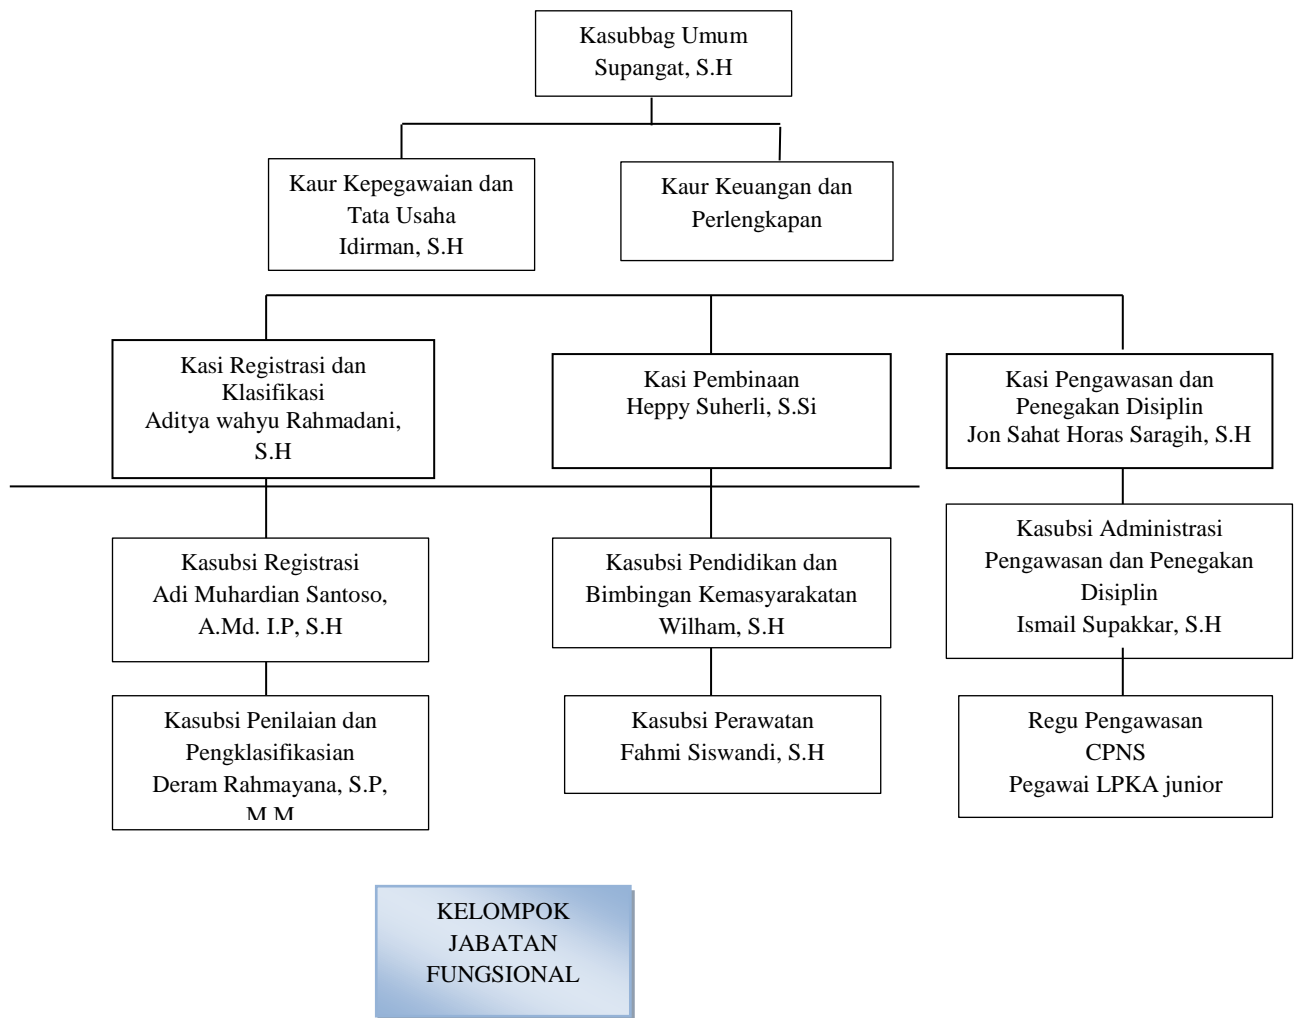 Kasubbag Umum
Supangat, S.H
Kaur Kepegawaian dan
Tata Usaha
Idirman, S.H
Kaur Keuangan dan
Perlengkapan
Kasi Registrasi dan
Klasifikasi
Aditya wahyu Rahmadani,
S.H
Kasi Pembinaan
Heppy Suherli, S.Si
Kasi Pengawasan dan
Penegakan Disiplin
Jon Sahat Horas Saragih, S.H
Kasubsi Registrasi
Adi Muhardian Santoso,
A.Md. I.P, S.H
Kasubsi Pendidikan dan
Bimbingan Kemasyarakatan
Wilham, S.H
Kasubsi Administrasi
Pengawasan dan Penegakan
Disiplin
Ismail Supakkar, S.H
Kasubsi Penilaian dan
Pengklasifikasian
Deram Rahmayana, S.P,
M.M
Kasubsi Perawatan
Fahmi Siswandi, S.H
Regu Pengawasan
CPNS
Pegawai LPKA junior
KELOMPOK
JABATAN
FUNGSIONAL